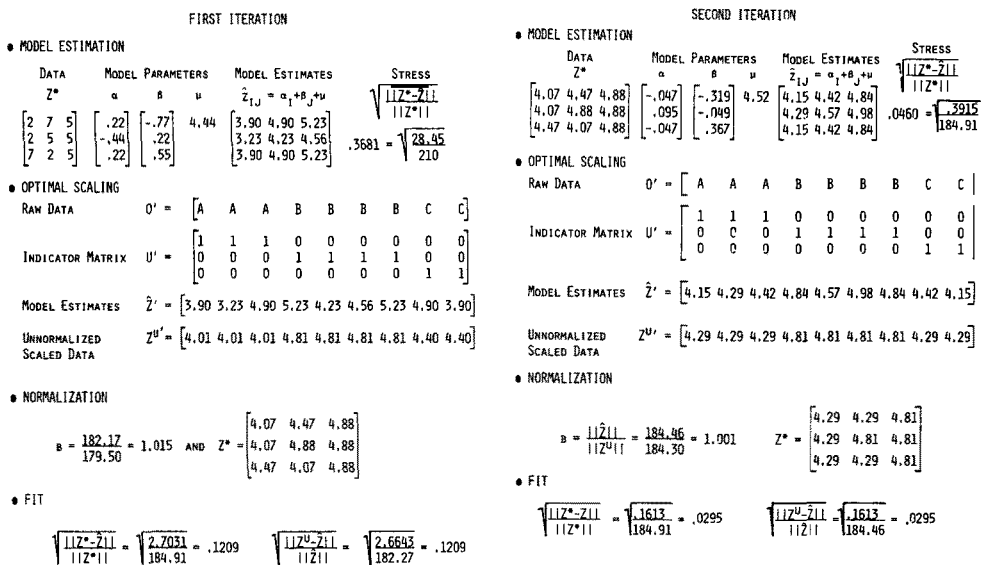 FIRST ITERATION
• MODEL ESTIMATION
DATA MODEL PARAMETERS MODEL ESTIMATES STRESS
Z* α β μ ẑIJ = αI+βJ+μ √||Z*-Ẑ|| / ||Z*||
[2 7 5] [.22] [-.77] 4.44 [3.90 4.90 5.23]
[2 5 5] [-.44] [.22] [3.23 4.23 4.56] .3681 = √28.45 / 210
[7 2 5] [.22] [.55] [3.90 4.90 5.23]
• OPTIMAL SCALING
RAW DATA O' = [A A A B B B B C C]
INDICATOR MATRIX U' =
[1 1 1 0 0 0 0 0 0]
[0 0 0 1 1 1 1 0 0]
[0 0 0 0 0 0 0 1 1]
MODEL ESTIMATES Ẑ' = [3.90 3.23 4.90 5.23 4.23 4.56 5.23 4.90 3.90]
UNNORMALIZED Zᵁ' = [4.01 4.01 4.01 4.81 4.81 4.81 4.81 4.40 4.40]
SCALED DATA
• NORMALIZATION
B = 182.17 / 179.50 = 1.015 AND Z* =
[4.07 4.47 4.88]
[4.07 4.88 4.88]
[4.47 4.07 4.88]
• FIT
√||Z*-Ẑ|| / ||Z*|| = √2.7031 / 184.91 = .1209 √||Zᵁ-Ẑ|| / ||Ẑ|| = √2.6643 / 182.27 = .1209
SECOND ITERATION
• MODEL ESTIMATION
DATA MODEL PARAMETERS MODEL ESTIMATES STRESS
Z* α β μ ẑIJ = αI+βJ+μ √||Z*-Ẑ|| / ||Z*||
[4.07 4.47 4.88] [-.047] [-.319] 4.52 [4.15 4.42 4.84]
[4.07 4.88 4.88] [.095] [-.049] [4.29 4.57 4.98] .0460 = √.3915 / 184.91
[4.47 4.07 4.88] [-.047] [.367] [4.15 4.42 4.84]
• OPTIMAL SCALING
RAW DATA O' = [A A A B B B B C C]
INDICATOR MATRIX U' =
[1 1 1 0 0 0 0 0 0]
[0 0 0 1 1 1 1 0 0]
[0 0 0 0 0 0 0 1 1]
MODEL ESTIMATES Ẑ' = [4.15 4.29 4.42 4.84 4.57 4.98 4.84 4.42 4.15]
UNNORMALIZED Zᵁ' = [4.29 4.29 4.29 4.81 4.81 4.81 4.81 4.29 4.29]
SCALED DATA
• NORMALIZATION
B = ||Ẑ|| / ||Zᵁ|| = 184.46 / 184.30 = 1.001 Z* =
[4.29 4.29 4.81]
[4.29 4.81 4.81]
[4.29 4.29 4.81]
• FIT
√||Z*-Ẑ|| / ||Z*|| = √.1613 / 184.91 = .0295 √||Zᵁ-Ẑ|| / ||Ẑ|| = √.1613 / 184.46 = .0295